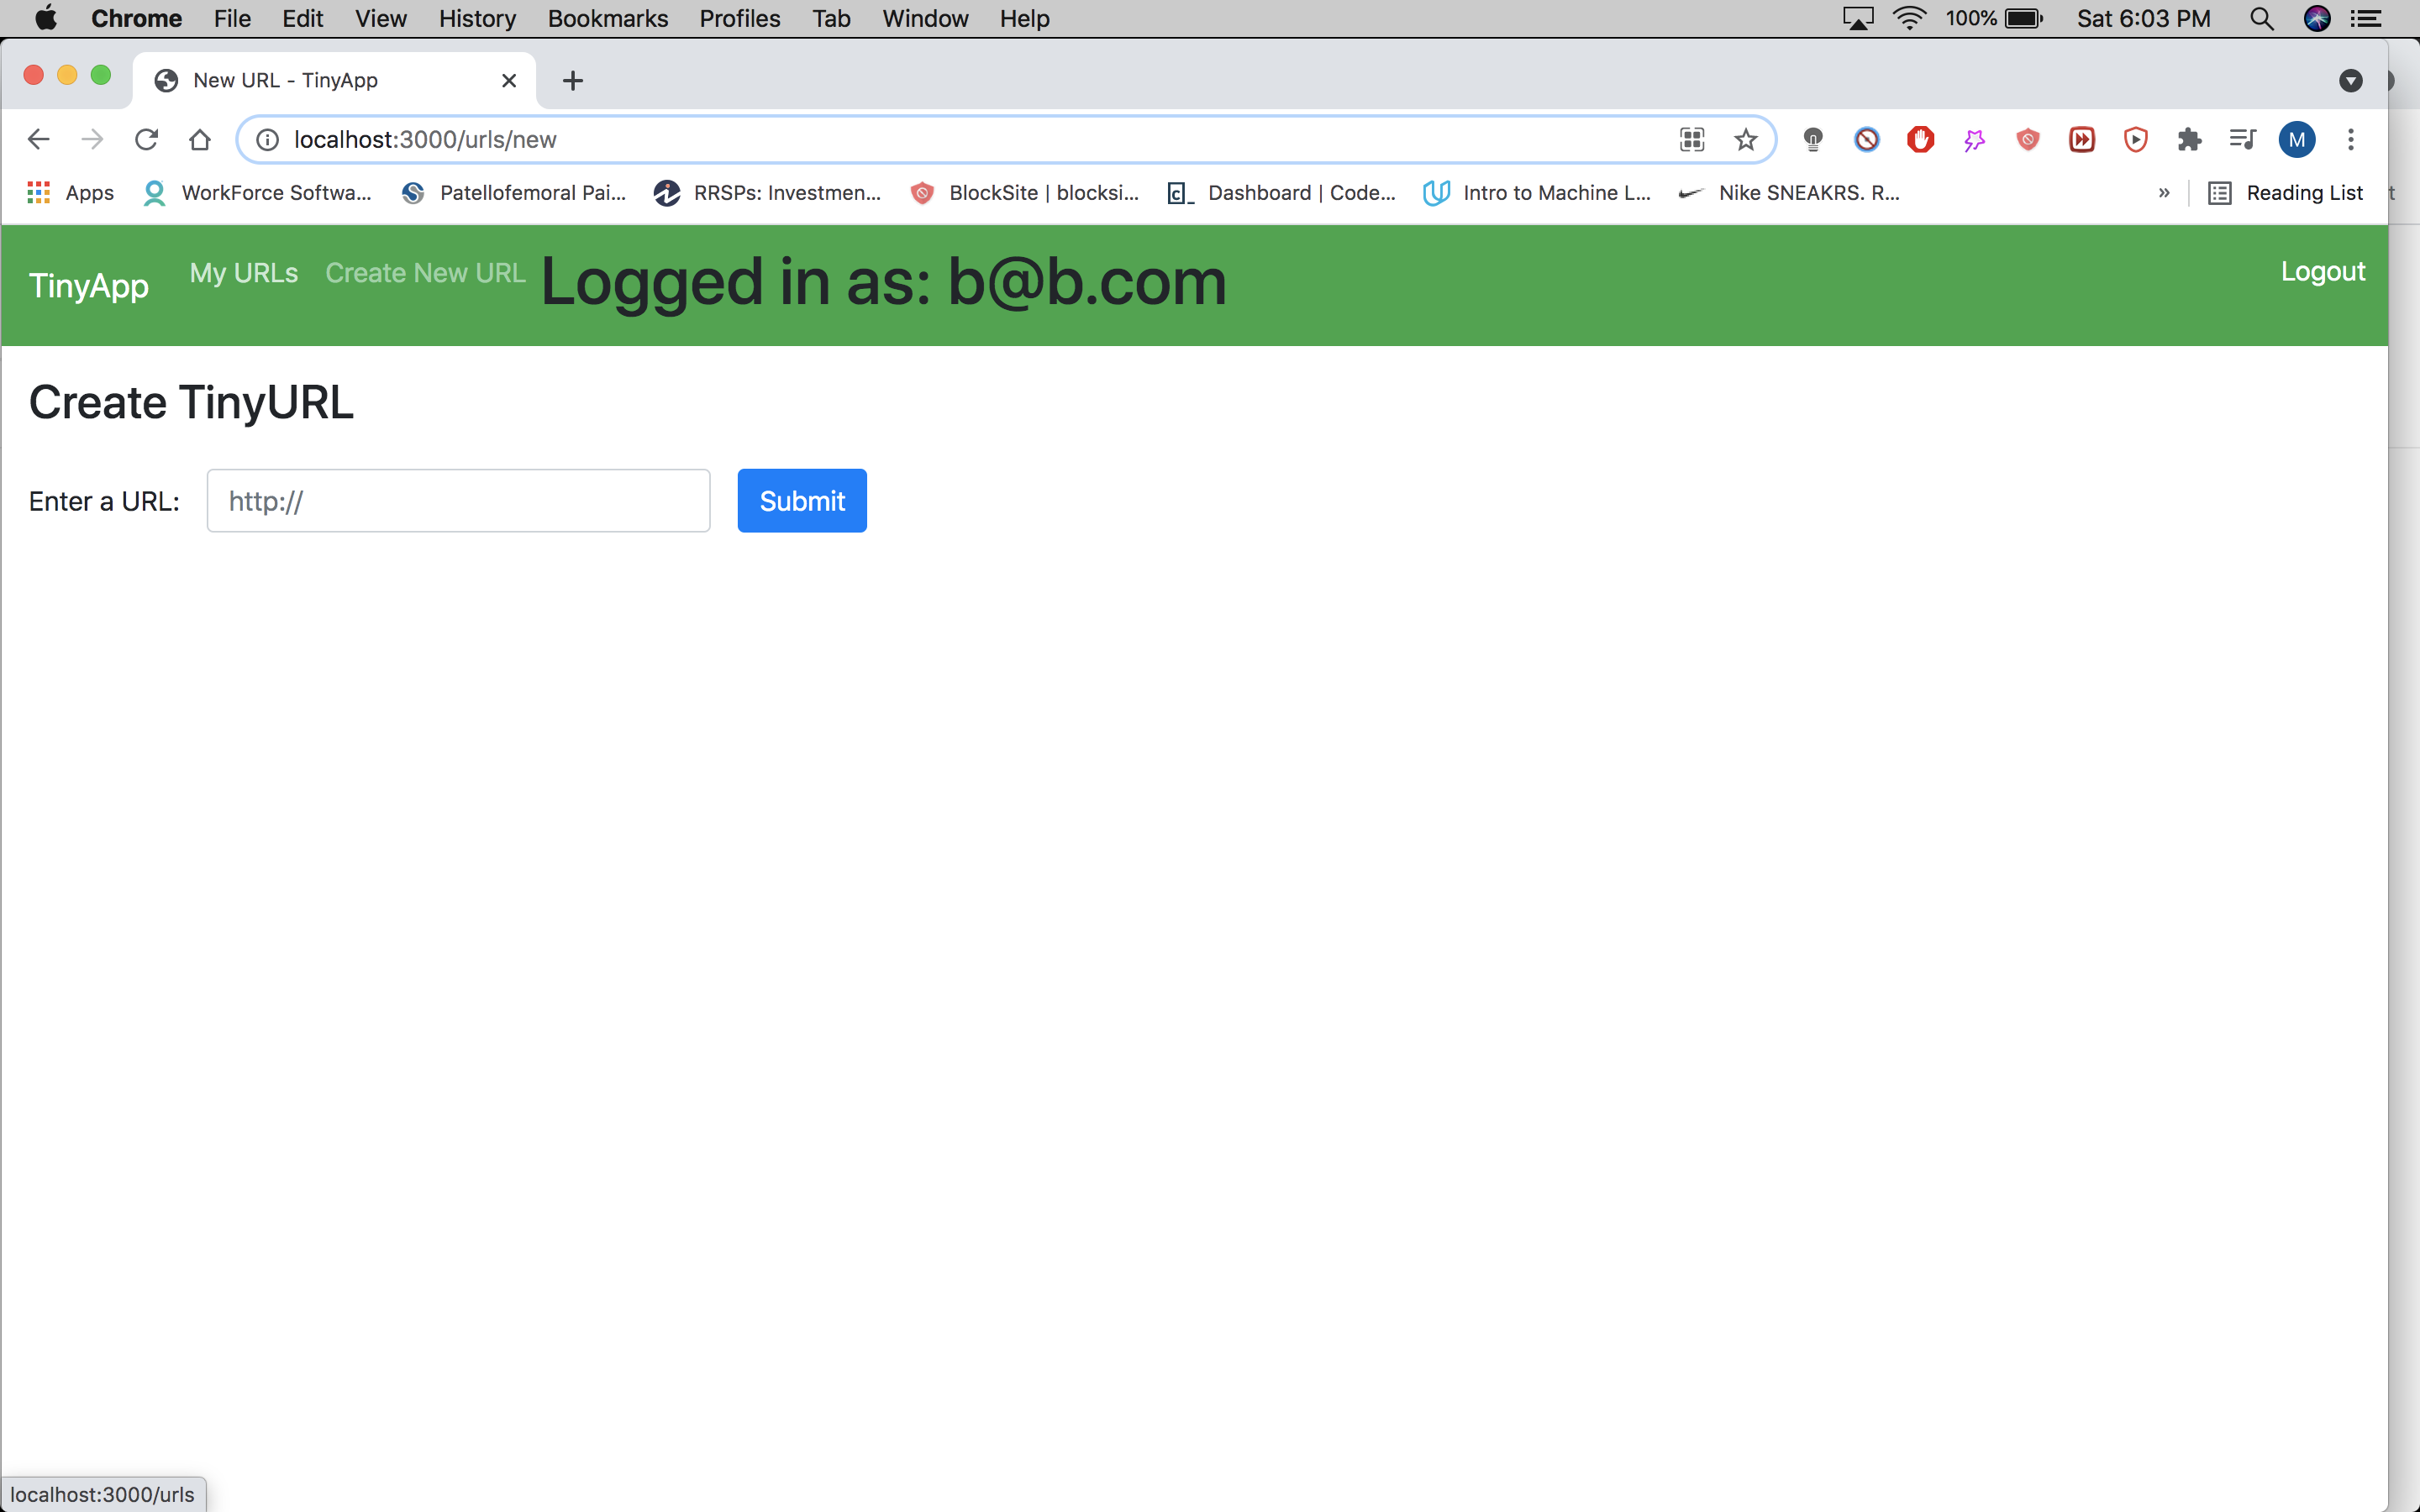 Chrome File Edit View History Bookmarks Profiles Tab Window Help 100% Sat 6:03 PM
New URL - TinyApp
localhost:3000/urls/new M
Apps WorkForce Softwa... Patellofemoral Pai... RRSPs: Investmen... BlockSite | blocksi... Dashboard | Code... Intro to Machine L... Nike SNEAKRS. R... » Reading List t
TinyApp My URLs Create New URL Logged in as: b@b.com Logout
Create TinyURL
Enter a URL: http:// Submit
localhost:3000/urls